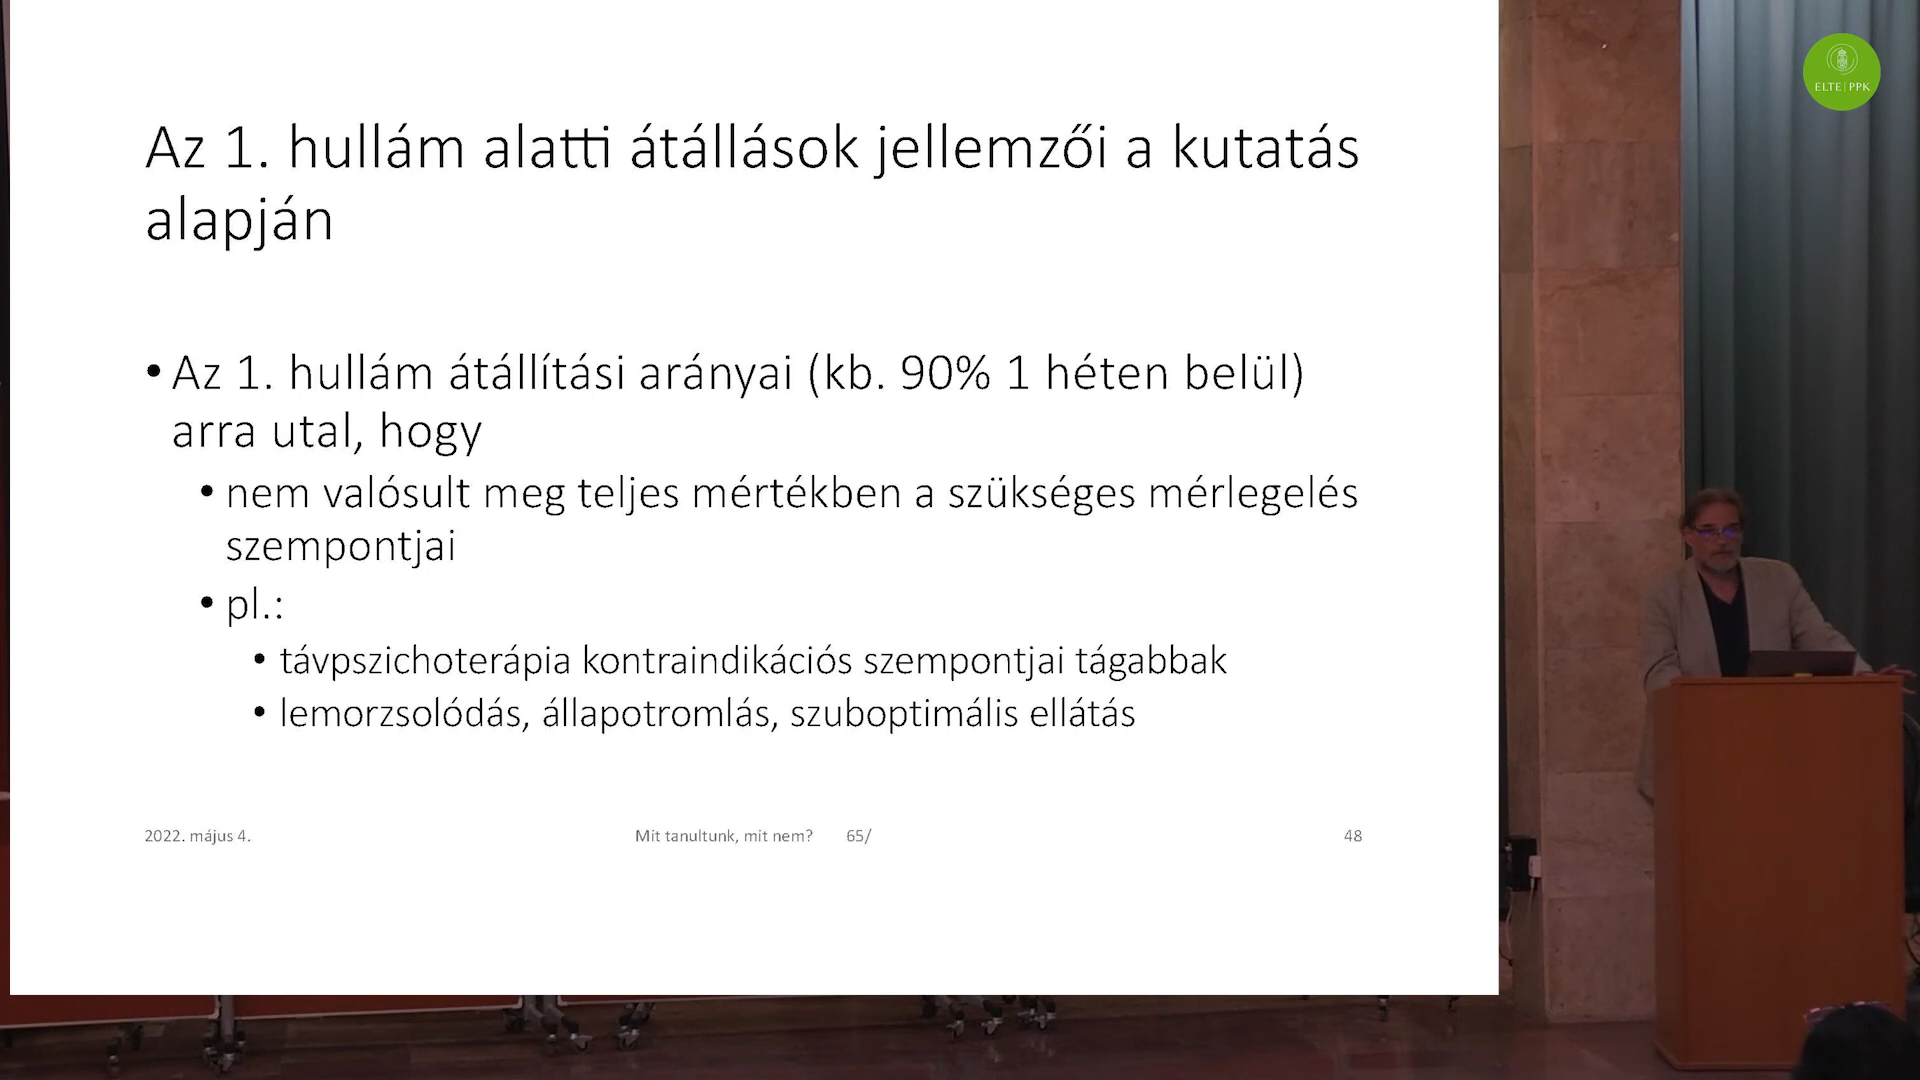 ELTE | PPK
Az 1. hullám alatti átállások jellemzői a kutatás
alapján
• Az 1. hullám átállítási arányai (kb. 90% 1 héten belül)
arra utal, hogy
• nem valósult meg teljes mértékben a szükséges mérlegelés
szempontjai
• pl.:
• távpszichoterápia kontraindikációs szempontjai tágabbak
• lemorzsolódás, állapotromlás, szuboptimális ellátás
2022. május 4. Mit tanultunk, mit nem? 65/ 48